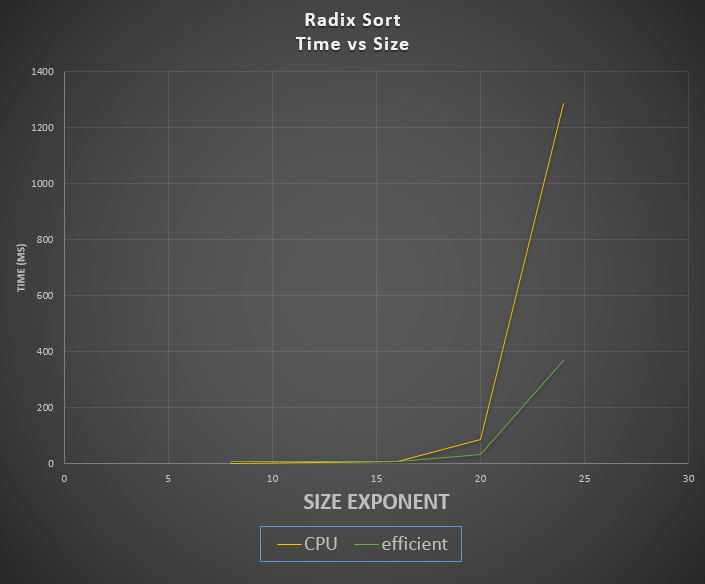 Radix Sort
Time vs Size
1400
1200
1000
800
600
400
200
0
TIME (MS)
0 5 10 15 20 25 30
SIZE EXPONENT
CPU efficient